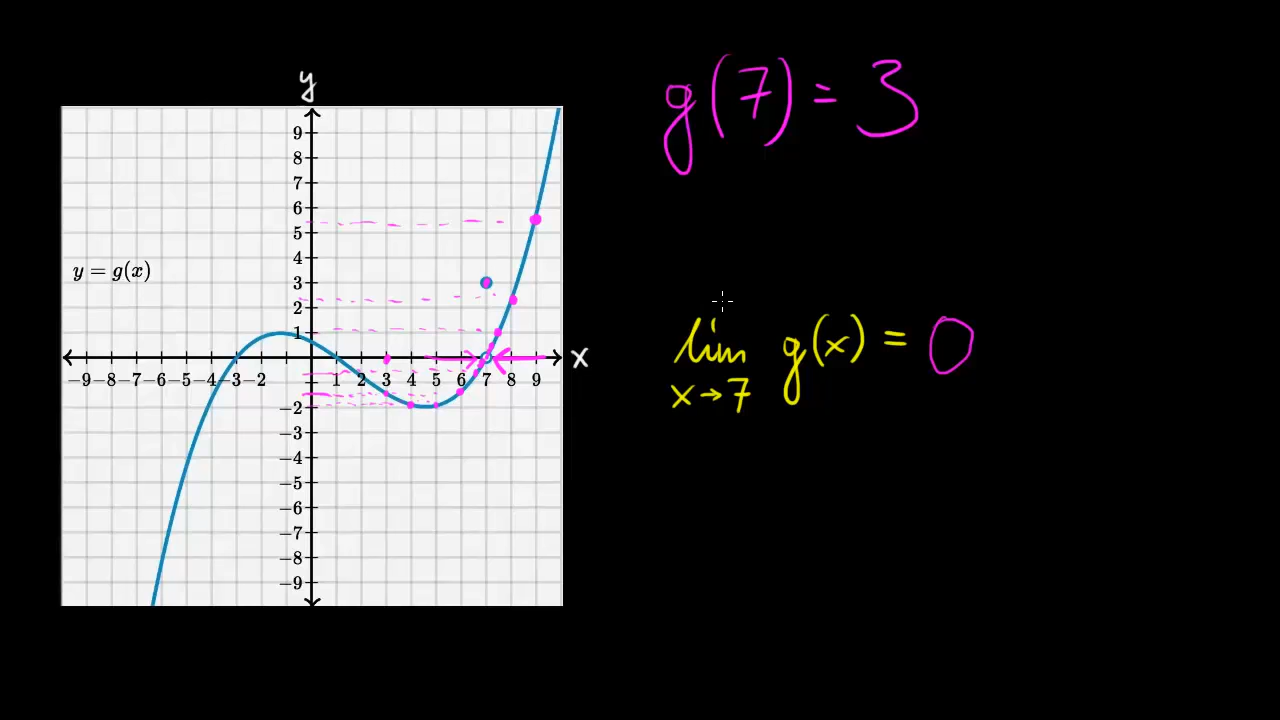 g(7) = 3
y
9
8
7
6
5
4
y = g(x)
3
2
1
x
−9 −8 −7 −6 −5 −4 −3 −2 1 2 3 4 5 6 7 8 9
−2
−3
−4
−5
−6
−7
−8
−9
lim g(x) = 0
x→7